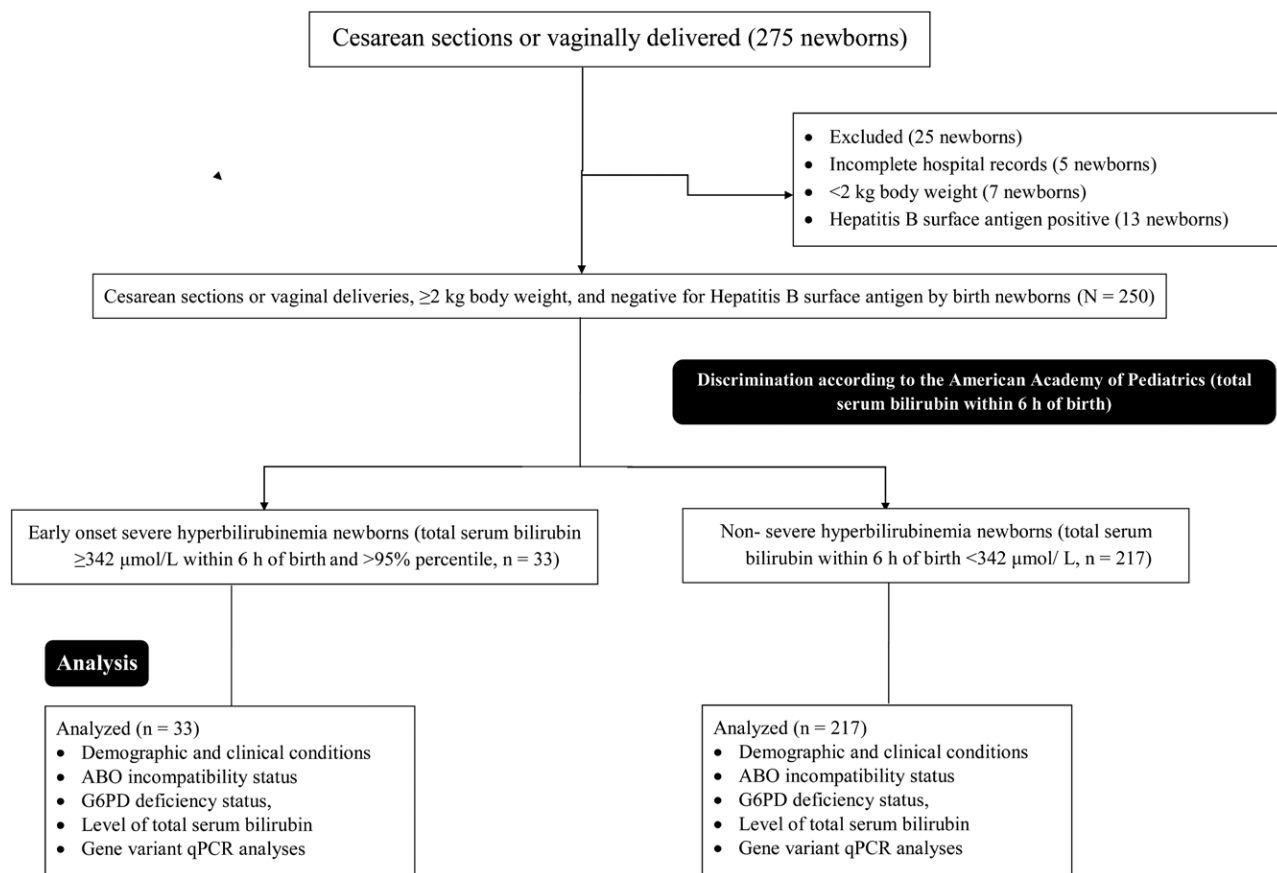 Cesarean sections or vaginally delivered (275 newborns)
• Excluded (25 newborns)
• Incomplete hospital records (5 newborns)
• <2 kg body weight (7 newborns)
• Hepatitis B surface antigen positive (13 newborns)
Cesarean sections or vaginal deliveries, ≥2 kg body weight, and negative for Hepatitis B surface antigen by birth newborns (N = 250)
Discrimination according to the American Academy of Pediatrics (total
serum bilirubin within 6 h of birth)
Early onset severe hyperbilirubinemia newborns (total serum bilirubin
≥342 μmol/L within 6 h of birth and >95% percentile, n = 33)
Non- severe hyperbilirubinemia newborns (total serum
bilirubin within 6 h of birth <342 μmol/ L, n = 217)
Analysis
Analyzed (n = 33)
• Demographic and clinical conditions
• ABO incompatibility status
• G6PD deficiency status,
• Level of total serum bilirubin
• Gene variant qPCR analyses
Analyzed (n = 217)
• Demographic and clinical conditions
• ABO incompatibility status
• G6PD deficiency status,
• Level of total serum bilirubin
• Gene variant qPCR analyses